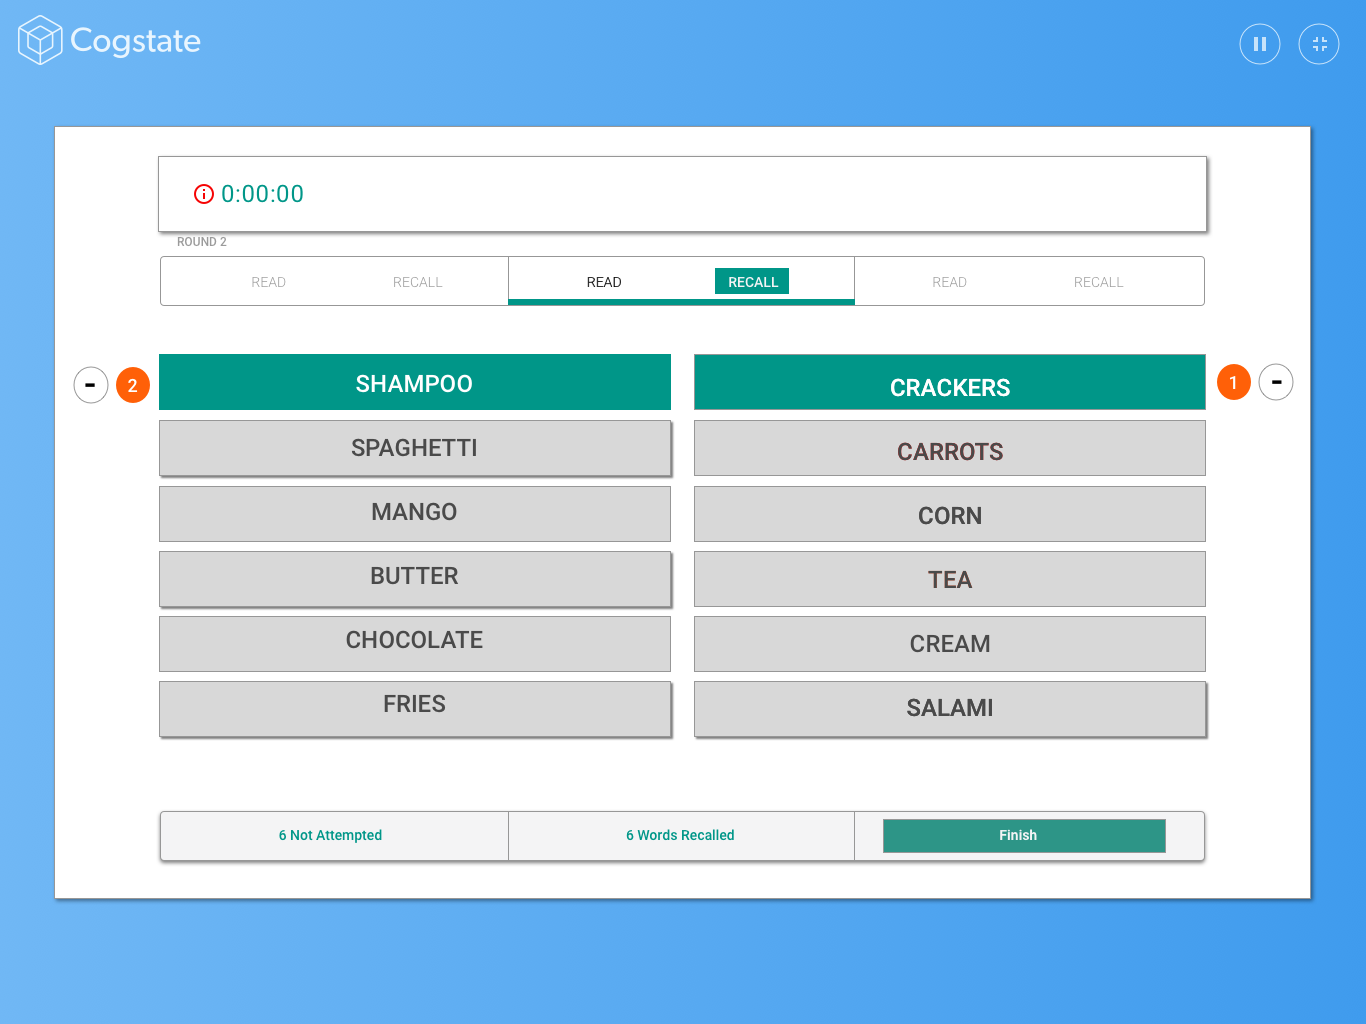 Cogstate
0:00:00
ROUND 2
READ RECALL READ RECALL READ RECALL
- 2 SHAMPOO CRACKERS 1 -
SPAGHETTI CARROTS
MANGO CORN
BUTTER TEA
CHOCOLATE CREAM
FRIES SALAMI
6 Not Attempted 6 Words Recalled Finish